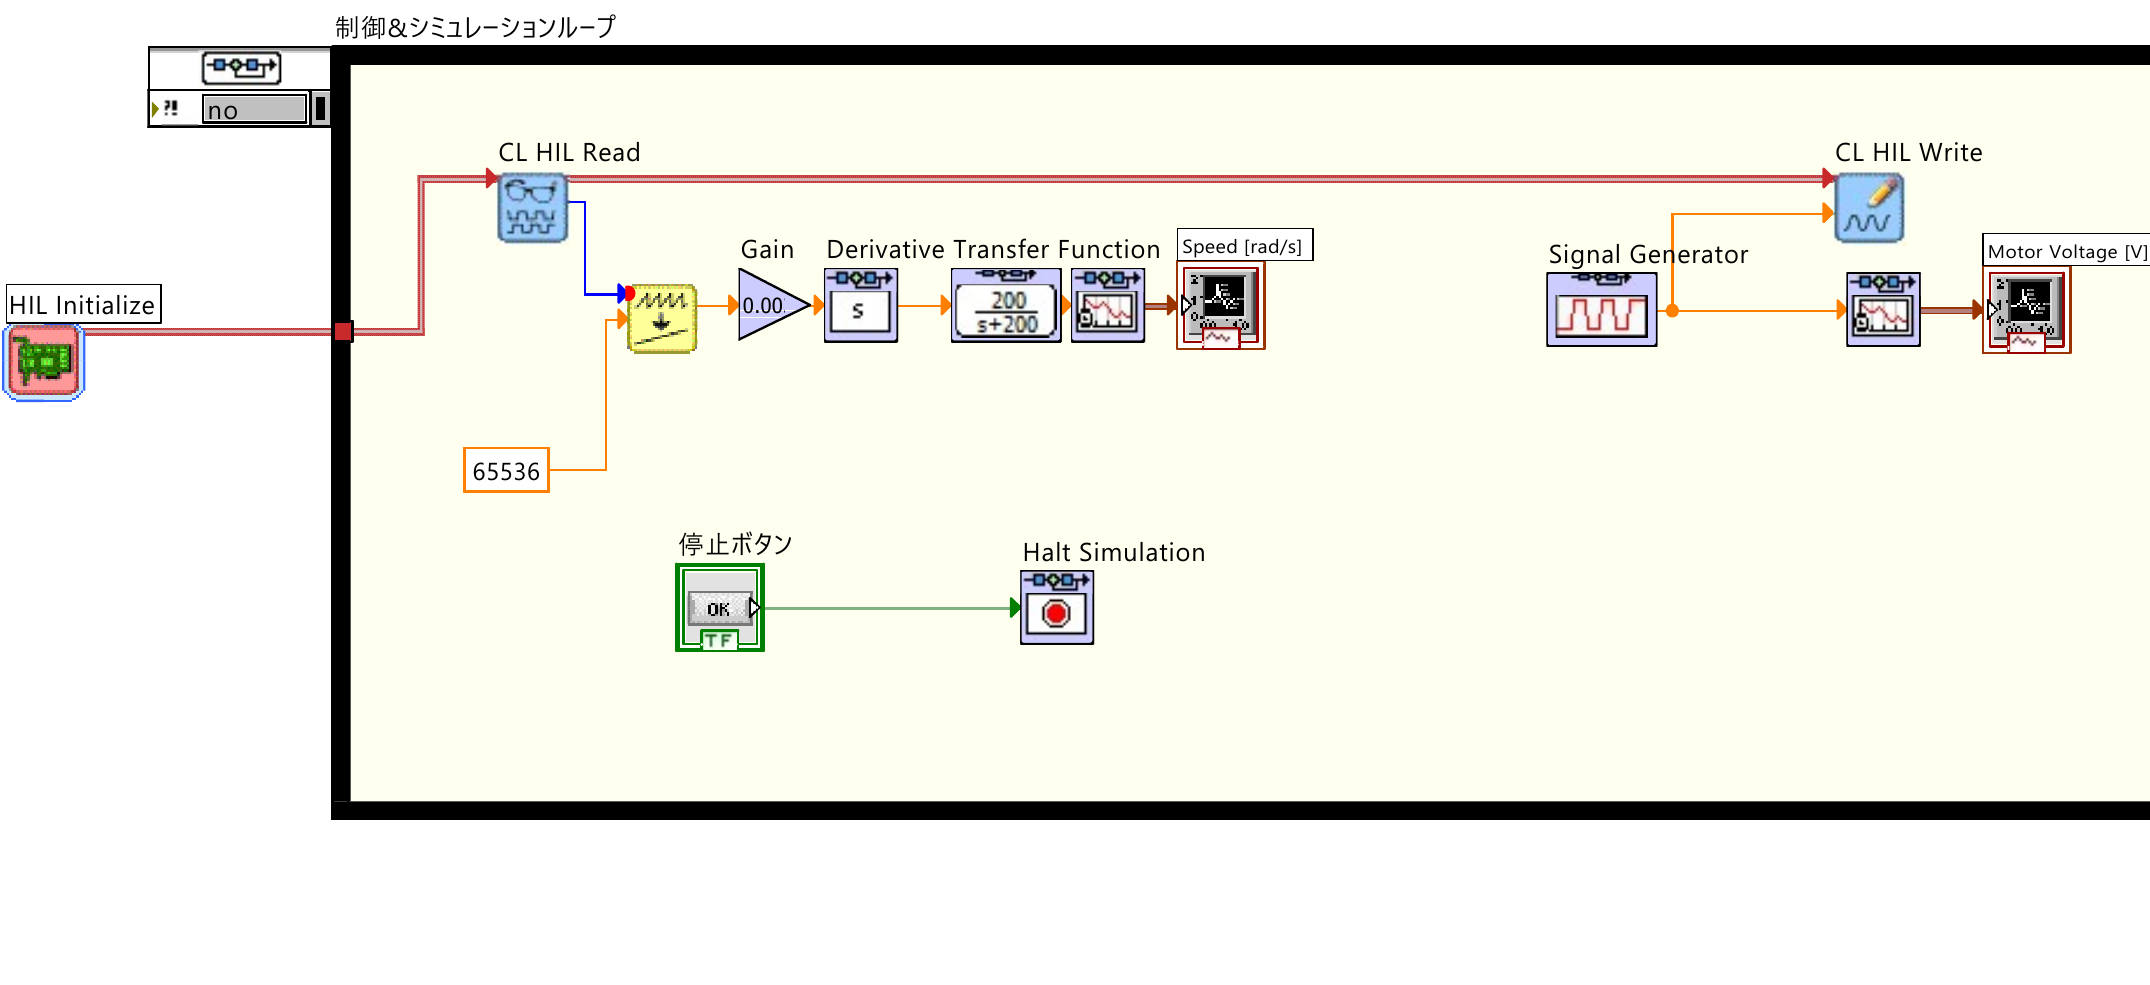 制御&シミュレーションループ
?! no
CL HIL Read
CL HIL Write
Gain
Derivative
Transfer Function
Speed [rad/s]
Signal Generator
Motor Voltage [V]
HIL Initialize
0.00
s
200
s+200
65536
停止ボタン
Halt Simulation
OK
TF